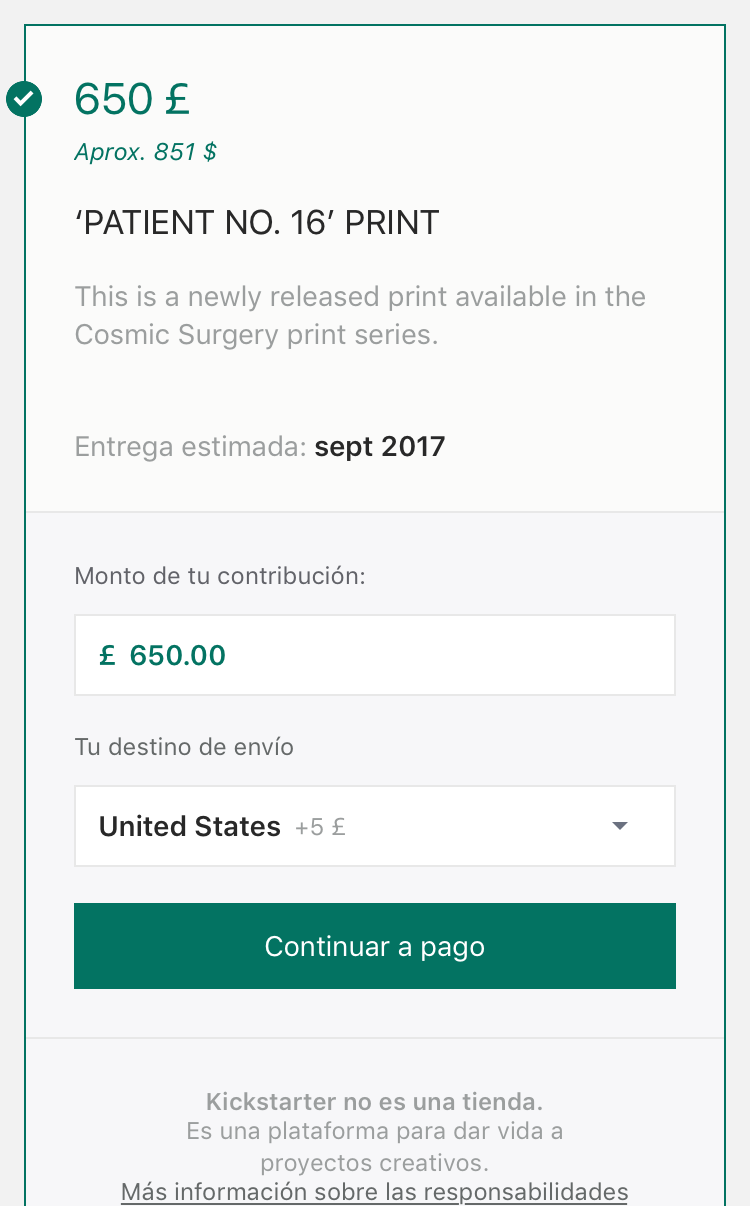 650 £
Aprox. 851 $
‘PATIENT NO. 16’ PRINT
This is a newly released print available in the
Cosmic Surgery print series.
Entrega estimada: sept 2017
Monto de tu contribución:
£ 650.00
Tu destino de envío
United States +5 £
Continuar a pago
Kickstarter no es una tienda.
Es una plataforma para dar vida a
proyectos creativos.
Más información sobre las responsabilidades